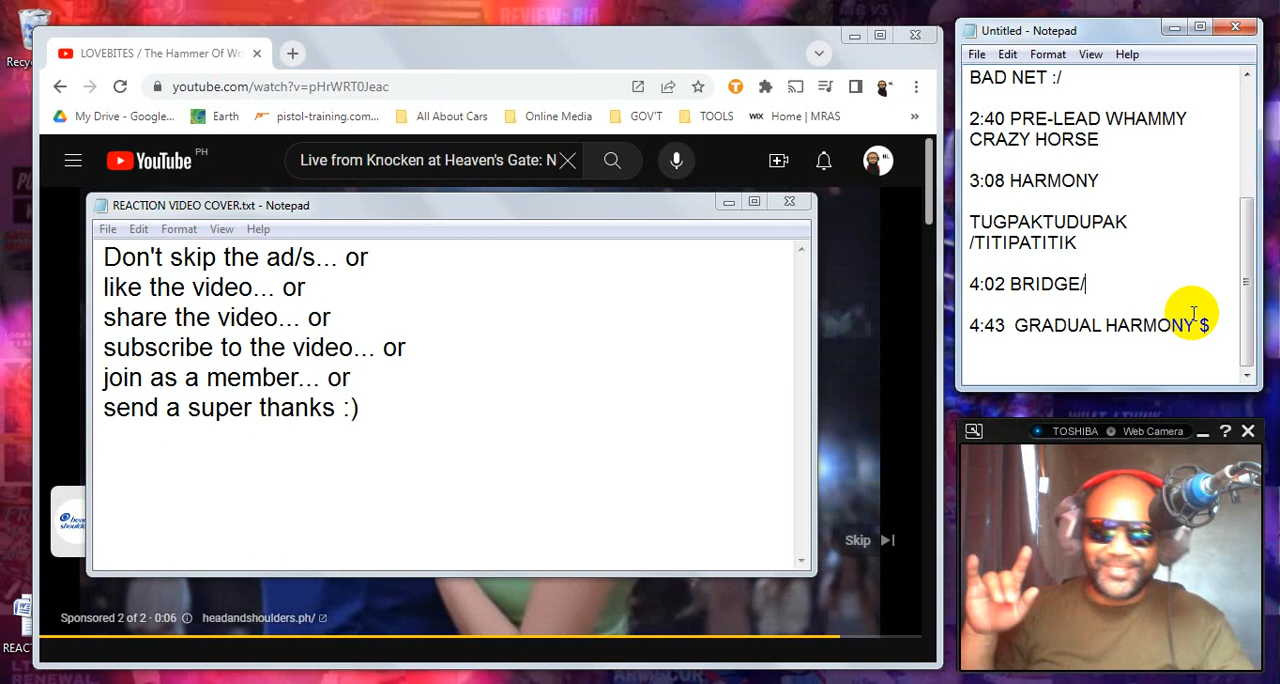 LOVEBITES / The Hammer Of Wr
youtube.com/watch?v=pHrWRT0Jeac
My Drive - Google...
Earth
pistol-training.com...
All About Cars
Online Media
GOV'T
TOOLS
WIX Home | MRAS
»
YouTube PH
Live from Knocken at Heaven's Gate: N
REACTION VIDEO COVER.txt - Notepad
File Edit Format View Help
Don't skip the ad/s... or
like the video... or
share the video... or
subscribe to the video... or
join as a member... or
send a super thanks :)
Skip
Sponsored 2 of 2 · 0:06
headandshoulders.ph/
Untitled - Notepad
File Edit Format View Help
BAD NET :/
2:40 PRE-LEAD WHAMMY
CRAZY HORSE
3:08 HARMONY
TUGPAKTUDUPAK
/TITIPATITIK
4:02 BRIDGE/
4:43 GRADUAL HARMONY $
TOSHIBA Web Camera